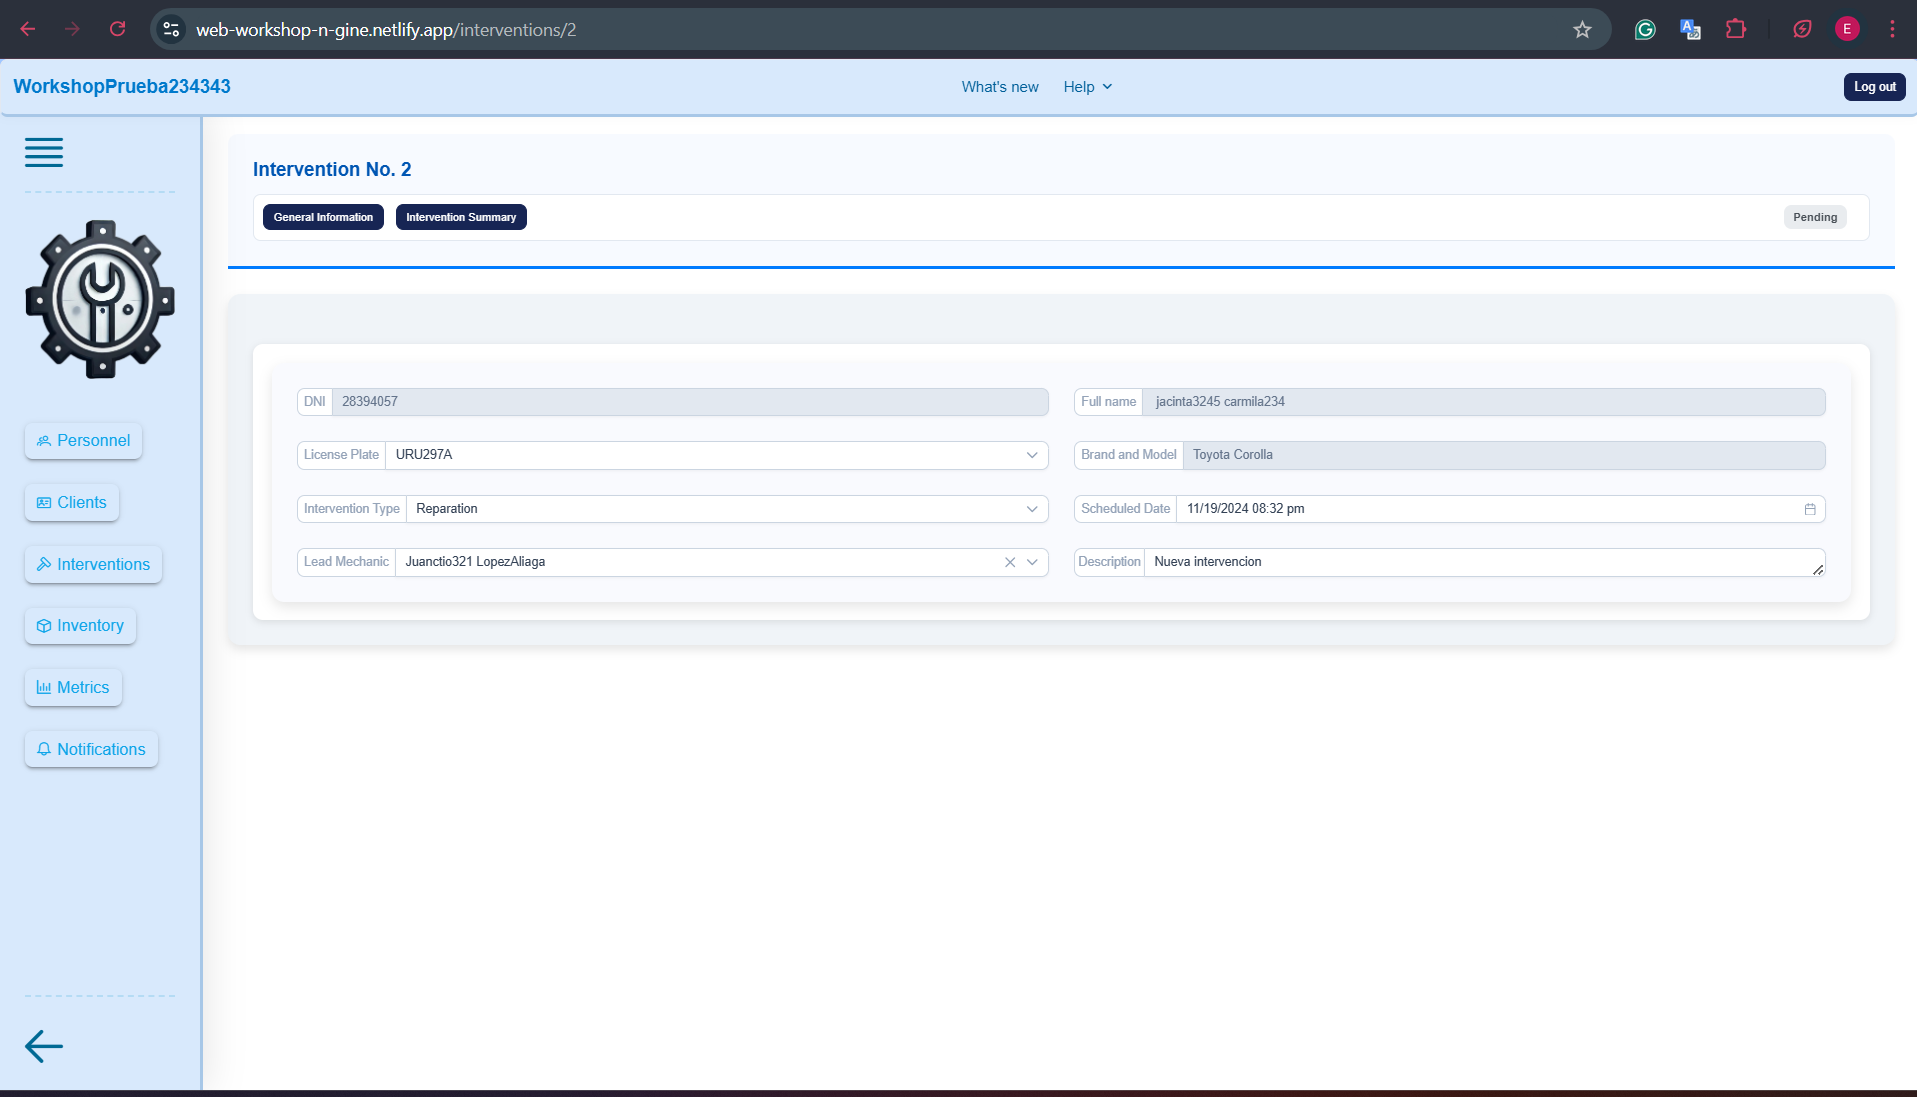 web-workshop-n-gine.netlify.app/interventions/2
E
WorkshopPrueba234343
What's new
Help
Log out
Intervention No. 2
General Information
Intervention Summary
Pending
DNI
28394057
Full name
jacinta3245 carmila234
License Plate
URU297A
Brand and Model
Toyota Corolla
Intervention Type
Reparation
Scheduled Date
11/19/2024 08:32 pm
Lead Mechanic
Juanctio321 LopezAliaga
Description
Nueva intervencion
Personnel
Clients
Interventions
Inventory
Metrics
Notifications